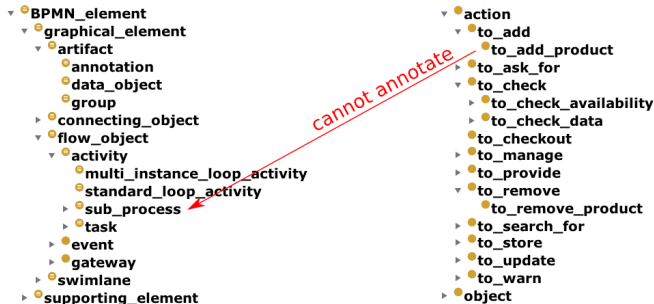 BPMN_element
graphical_element
artifact
annotation
data_object
group
connecting_object
flow_object
activity
multi_instance_loop_activity
standard_loop_activity
sub_process
task
event
gateway
swimlane
supporting_element
cannot annotate
action
to_add
to_add_product
to_ask_for
to_check
to_check_availability
to_check_data
to_checkout
to_manage
to_provide
to_remove
to_remove_product
to_search_for
to_store
to_update
to_warn
object